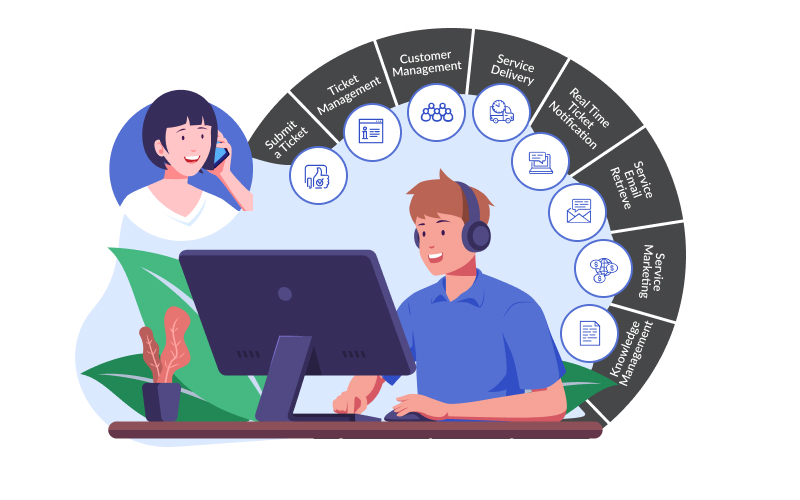 Submit
a Ticket
Ticket
Management
Customer
Management
Service
Delivery
Real Time
Ticket
Notification
Service
Email
Retrieve
Service
Marketing
Knowledge
Management